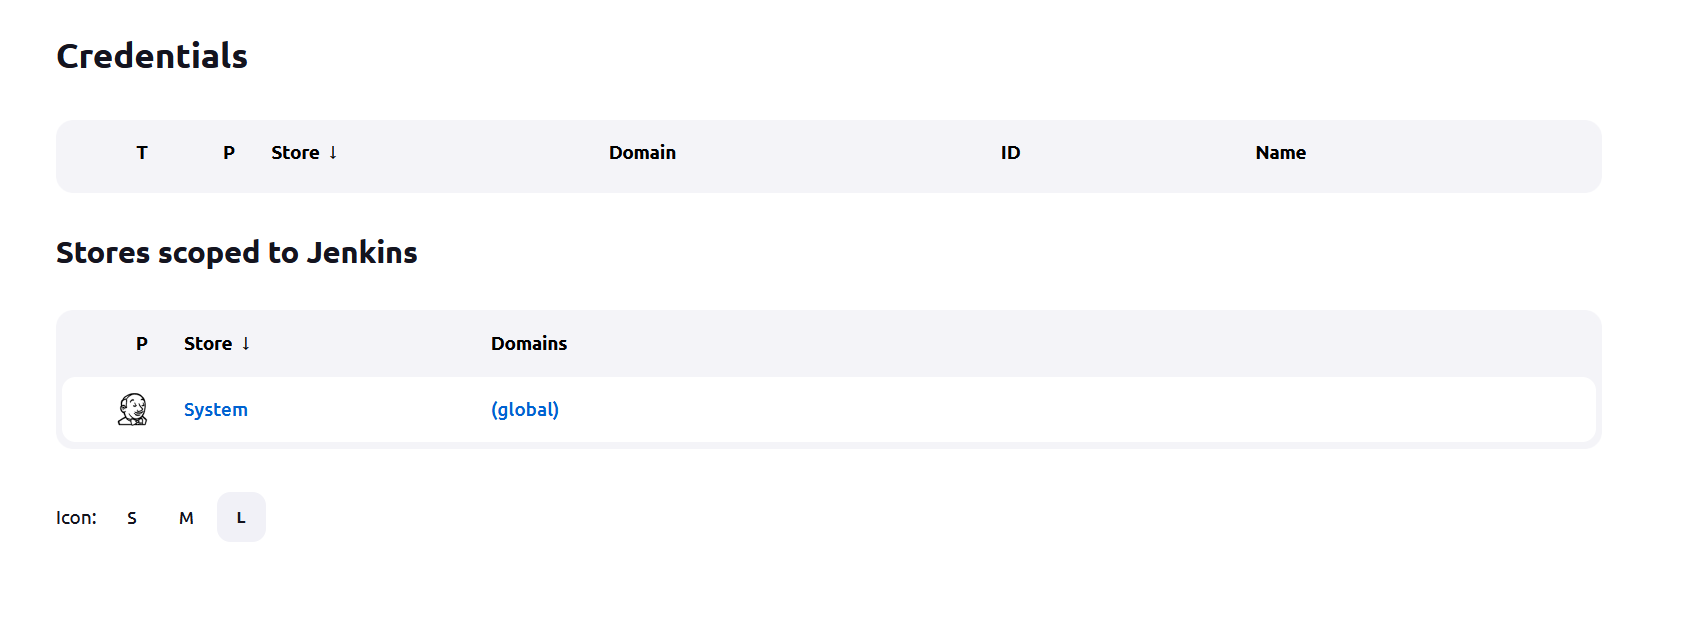 Credentials
T P Store ↓ Domain ID Name
Stores scoped to Jenkins
P Store ↓ Domains
System (global)
Icon: S M L